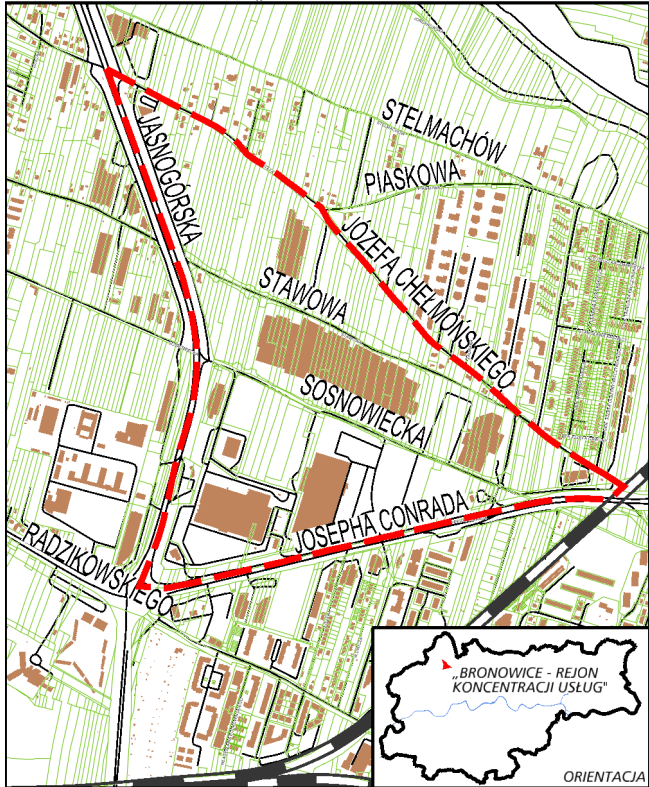 STELMACHÓW
PIASKOWA
JASNOGÓRSKA
JÓZEFA CHEŁMOŃSKIEGO
STAWOWA
SOSNOWIECKA
JOSEPHA CONRADA
RADZIKOWSKIEGO
„BRONOWICE - REJON
KONCENTRACJI USŁUG"
ORIENTACJA